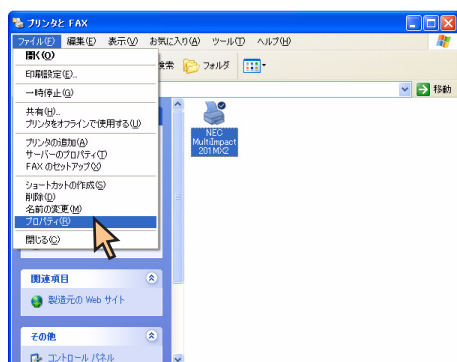 プリンタと FAX
ファイル(F) 編集(E) 表示(V) お気に入り(A) ツール(T) ヘルプ(H)
開く(O)
検索 フォルダ
印刷設定(E)...
一時停止(G)
移動
共有(H)...
プリンタをオフラインで使用する(U)
プリンタの追加(A)
サーバーのプロパティ(T)
FAX のセットアップ(X)
ショートカットの作成(S)
削除(D)
名前の変更(M)
プロパティ(R)
閉じる(C)
NEC
MultiImpact
201MX2
関連項目
製造元の Web サイト
その他
コントロール パネル